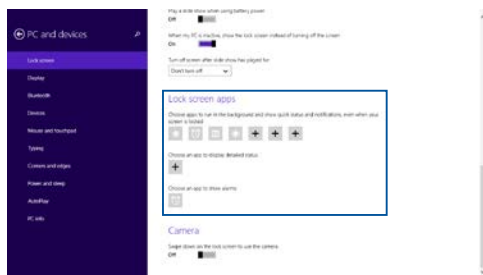 Play a slide show when using battery power
Off
PC and devices
When my PC is inactive, show the lock screen instead of turning off the screen
On
Lock screen
Turn off screen after slide show has played for
Don't turn off
Display
Bluetooth
Devices
Mouse and touchpad
Typing
Corners and edges
Power and sleep
AutoPlay
PC info
Lock screen apps
Choose apps to run in the background and show quick status and notifications, even when your
screen is locked
Choose an app to display detailed status
Choose an app to show alarms
Camera
Swipe down on the lock screen to use the camera
Off